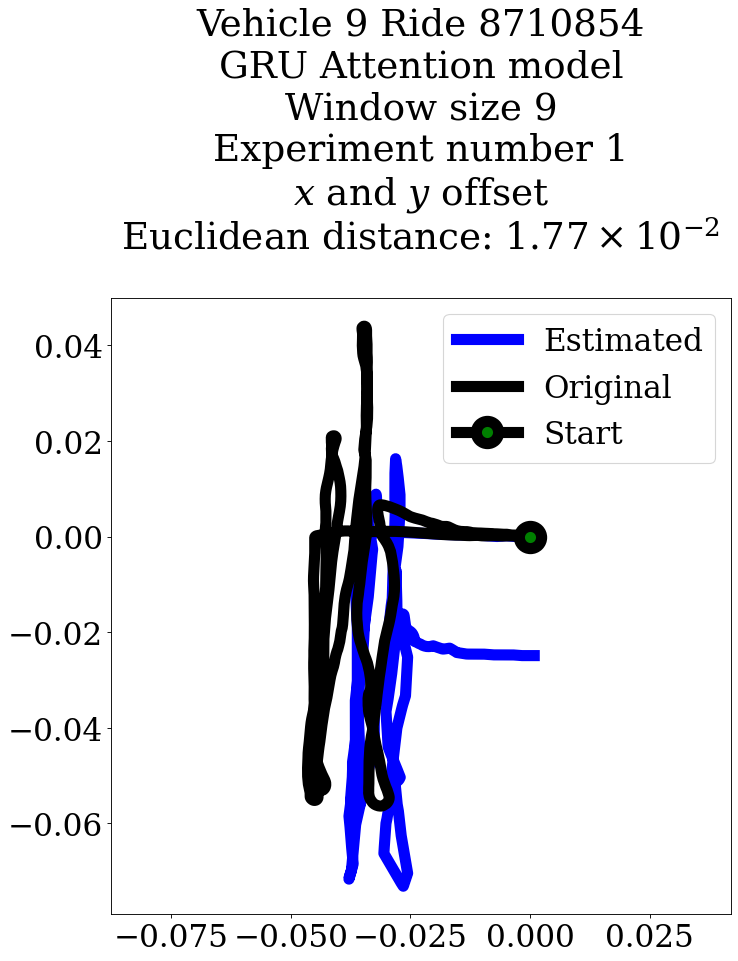 Vehicle 9 Ride 8710854
GRU Attention model
Window size 9
Experiment number 1
x and y offset
Euclidean distance: 1.77 × 10⁻²
Estimated
Original
Start
0.04
0.02
0.00
−0.02
−0.04
−0.06
−0.075 −0.050 −0.025 0.000 0.025